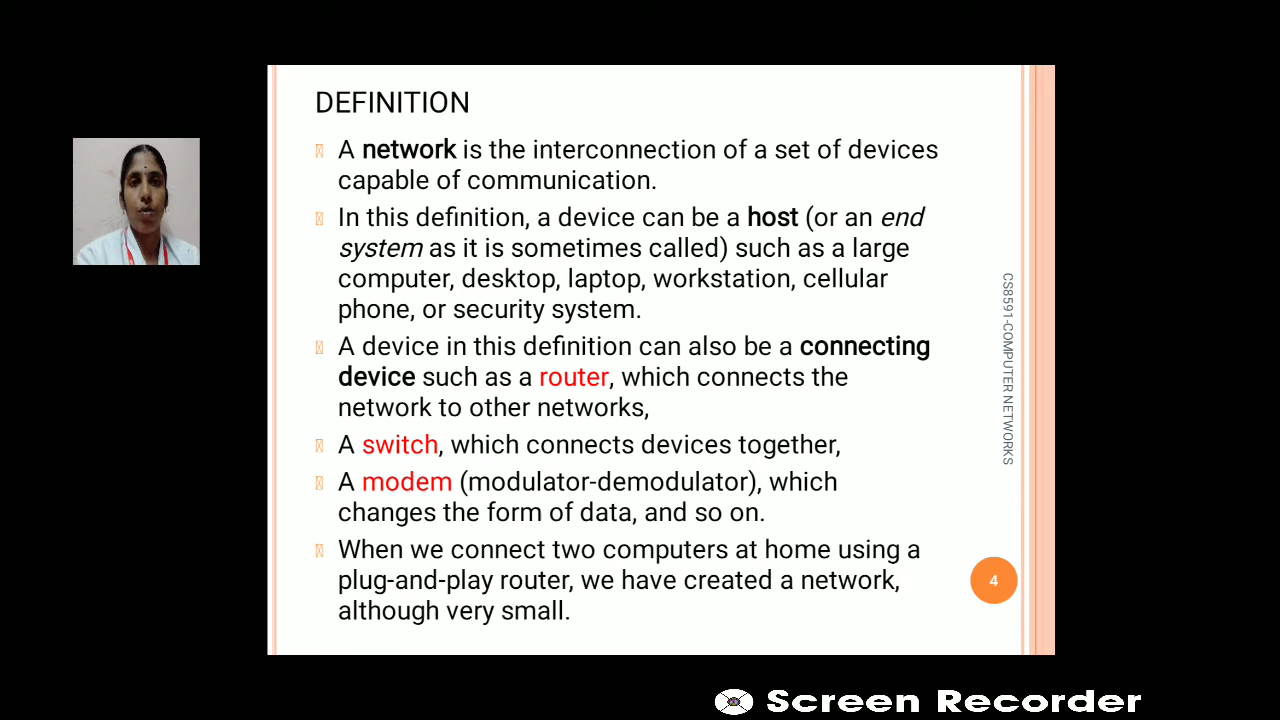 DEFINITION
A network is the interconnection of a set of devices
capable of communication.
In this definition, a device can be a host (or an end
system as it is sometimes called) such as a large
computer, desktop, laptop, workstation, cellular
phone, or security system.
A device in this definition can also be a connecting
device such as a router, which connects the
network to other networks,
A switch, which connects devices together,
A modem (modulator-demodulator), which
changes the form of data, and so on.
When we connect two computers at home using a
plug-and-play router, we have created a network,
although very small.
CS8591-COMPUTER NETWORKS
4
Screen Recorder